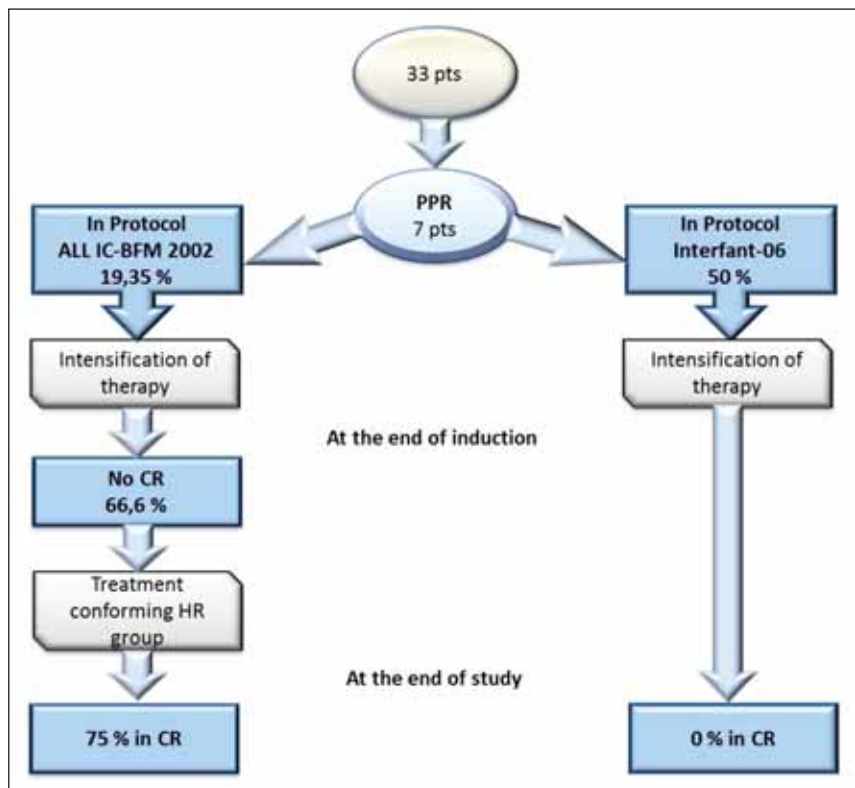 33 pts
PPR
7 pts
In Protocol
ALL IC-BFM 2002
19,35 %
In Protocol
Interfant-06
50 %
Intensification of
therapy
Intensification of
therapy
At the end of induction
No CR
66,6 %
Treatment
conforming HR
group
At the end of study
75 % in CR
0 % in CR